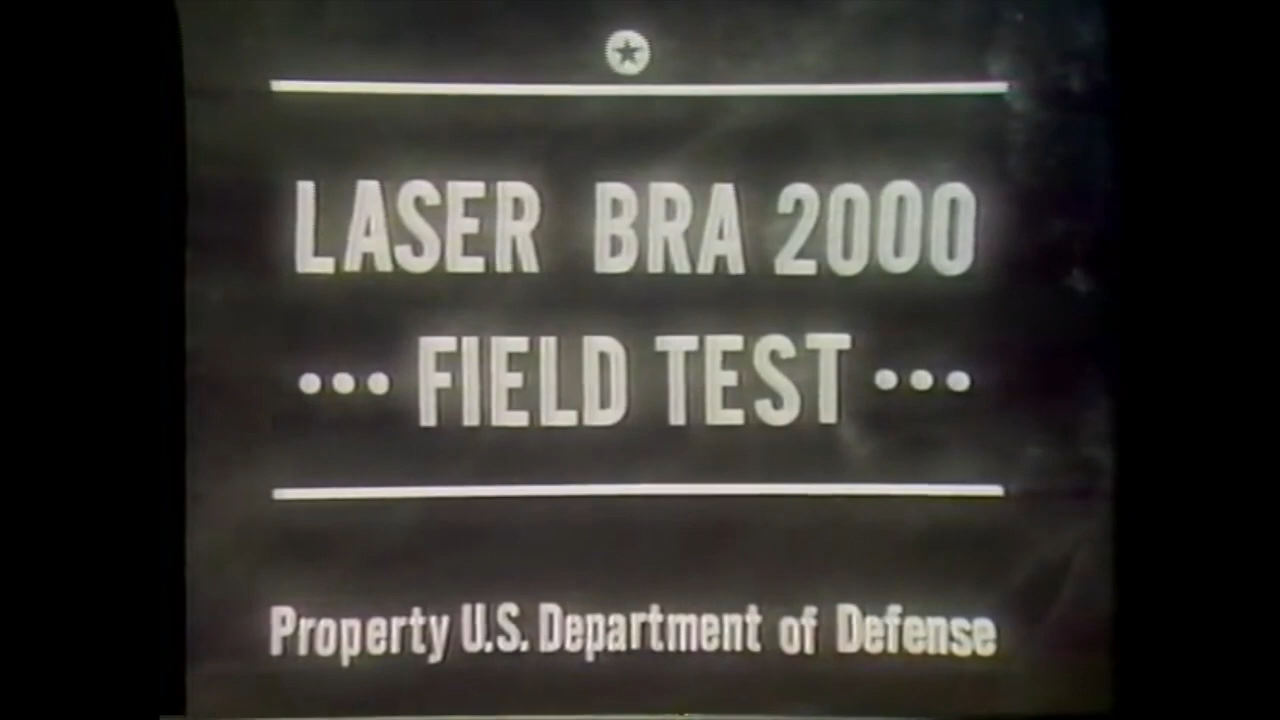 LASER BRA 2000
••• FIELD TEST •••
Property U.S. Department of Defense